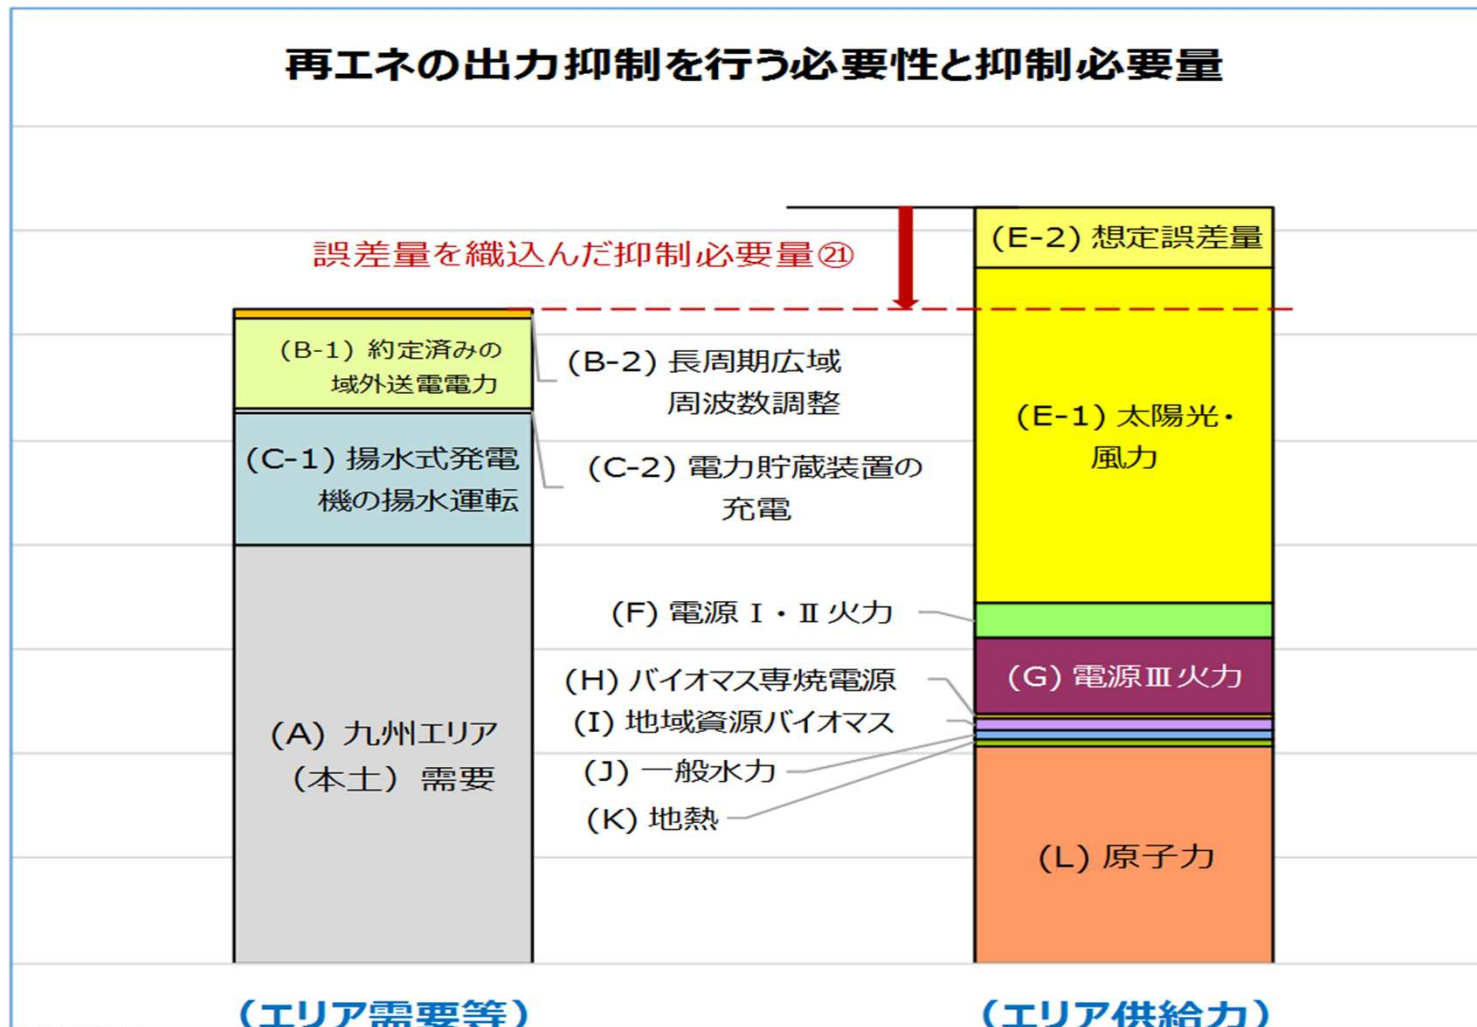 再エネの出力抑制を行う必要性と抑制必要量
誤差量を織込んだ抑制必要量㉑
(B-1) 約定済みの
域外送電電力
(B-2) 長周期広域
周波数調整
(C-1) 揚水式発電
機の揚水運転
(C-2) 電力貯蔵装置の
充電
(A) 九州エリア
（本土）需要
(E-2) 想定誤差量
(E-1) 太陽光・
風力
(F) 電源Ⅰ・Ⅱ火力
(G) 電源Ⅲ火力
(H) バイオマス専焼電源
(I) 地域資源バイオマス
(J) 一般水力
(K) 地熱
(L) 原子力
（エリア需要等）
（エリア供給力）